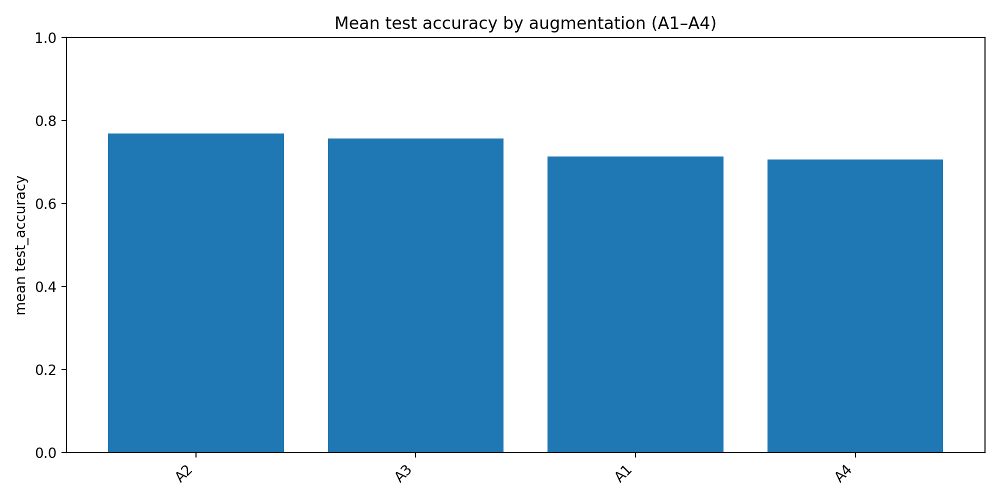 Mean test accuracy by augmentation (A1–A4)
mean test_accuracy
1.0
0.8
0.6
0.4
0.2
0.0
A2
A3
A1
A4